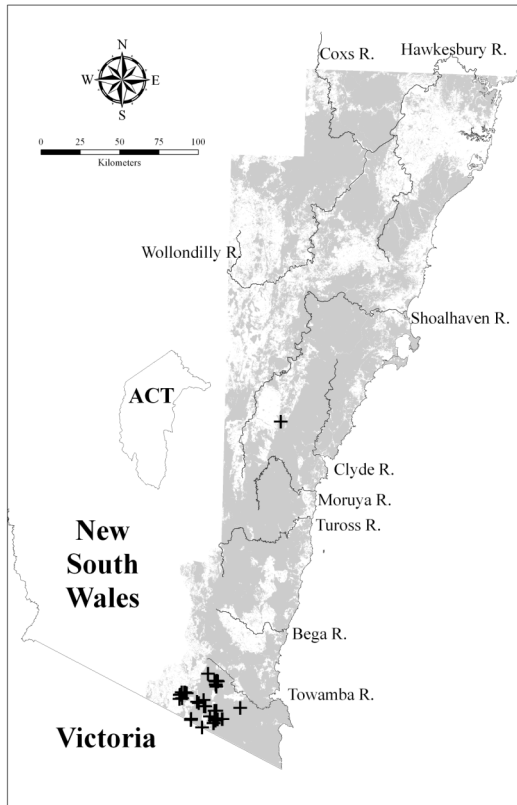 Coxs R.
Hawkesbury R.
N
W
E
S
0
25
50
100
Kilometers
Wollondilly R.
Shoalhaven R.
ACT
Clyde R.
Moruya R.
Tuross R.
New
South
Wales
Bega R.
Towamba R.
Victoria